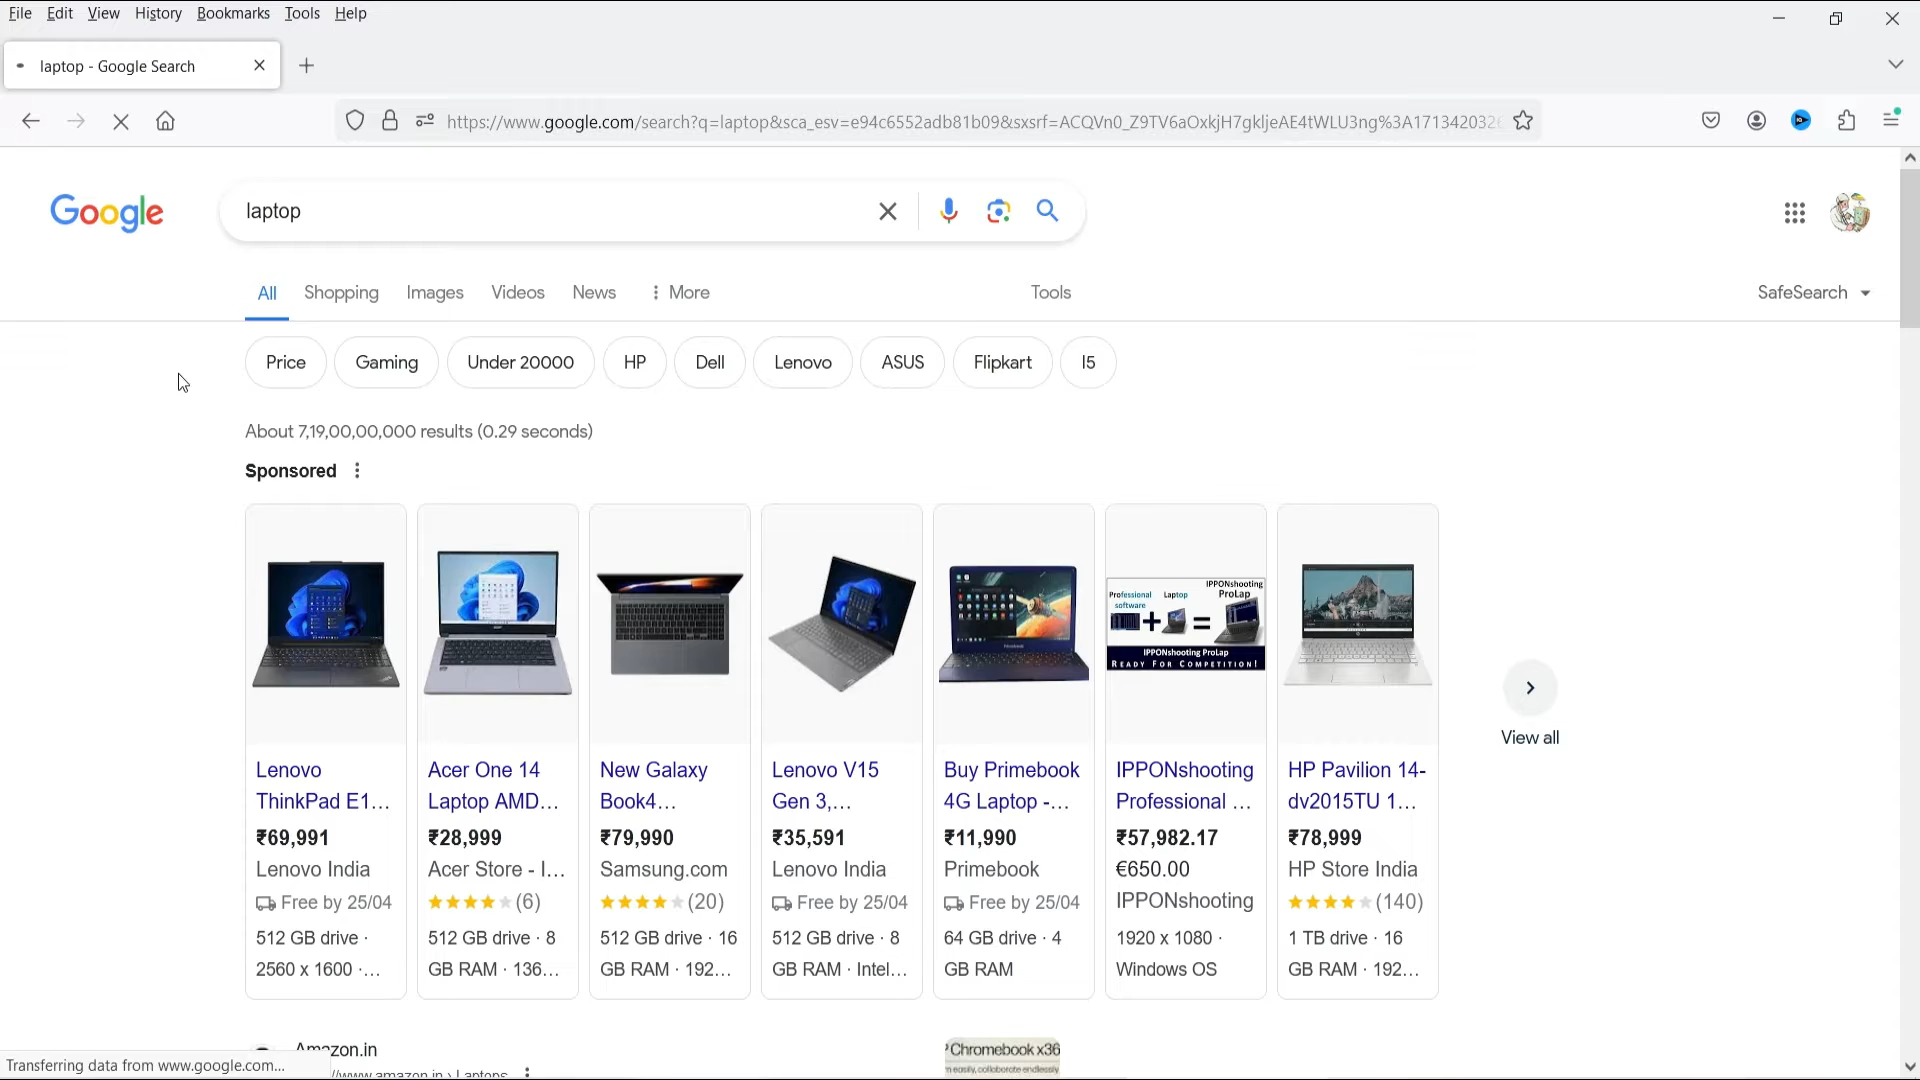 File Edit View History Bookmarks Tools Help
laptop - Google Search
https://www.google.com/search?q=laptop&sca_esv=e94c6552adb81b09&sxsrf=ACQVn0_Z9TV6aOxkjH7gkljeAE4tWLU3ng%3A171342032
Google
laptop
All Shopping Images Videos News More Tools SafeSearch
Price Gaming Under 20000 HP Dell Lenovo ASUS Flipkart I5
About 7,19,00,00,000 results (0.29 seconds)
Sponsored
Professional software
Laptop
IPPONshooting ProLap
IPPONshooting ProLap
READY FOR COMPETITION!
View all
Lenovo
ThinkPad E1...
₹69,991
Lenovo India
Free by 25/04
512 GB drive ·
2560 x 1600 ·...
Acer One 14
Laptop AMD...
₹28,999
Acer Store - I...
(6)
512 GB drive · 8
GB RAM · 136...
New Galaxy
Book4...
₹79,990
Samsung.com
(20)
512 GB drive · 16
GB RAM · 192...
Lenovo V15
Gen 3,...
₹35,591
Lenovo India
Free by 25/04
512 GB drive · 8
GB RAM · Intel...
Buy Primebook
4G Laptop -...
₹11,990
Primebook
Free by 25/04
64 GB drive · 4
GB RAM
IPPONshooting
Professional ...
₹57,982.17
€650.00
IPPONshooting
1920 x 1080 ·
Windows OS
HP Pavilion 14-
dv2015TU 1...
₹78,999
HP Store India
(140)
1 TB drive · 16
GB RAM · 192...
Amazon.in
//www.amazon.in › Laptops
Chromebook x36
easily, collaborate endlessly
Transferring data from www.google.com...